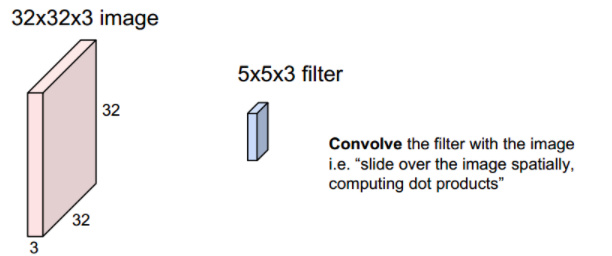 32x32x3 image
5x5x3 filter
32
Convolve the filter with the image
i.e. “slide over the image spatially,
computing dot products”
32
3